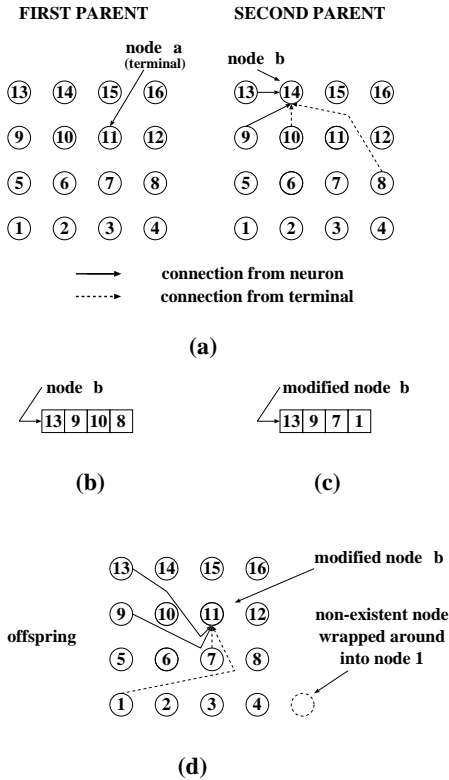 FIRST PARENT SECOND PARENT
node a
(terminal)
node b
13 14 15 16 13 14 15 16
9 10 11 12 9 10 11 12
5 6 7 8 5 6 7 8
1 2 3 4 1 2 3 4
connection from neuron
connection from terminal
(a)
node b modified node b
13 9 10 8 13 9 7 1
(b) (c)
13 14 15 16
modified node b
9 10 11 12
offspring
non-existent node
wrapped around
into node 1
5 6 7 8
1 2 3 4
(d)